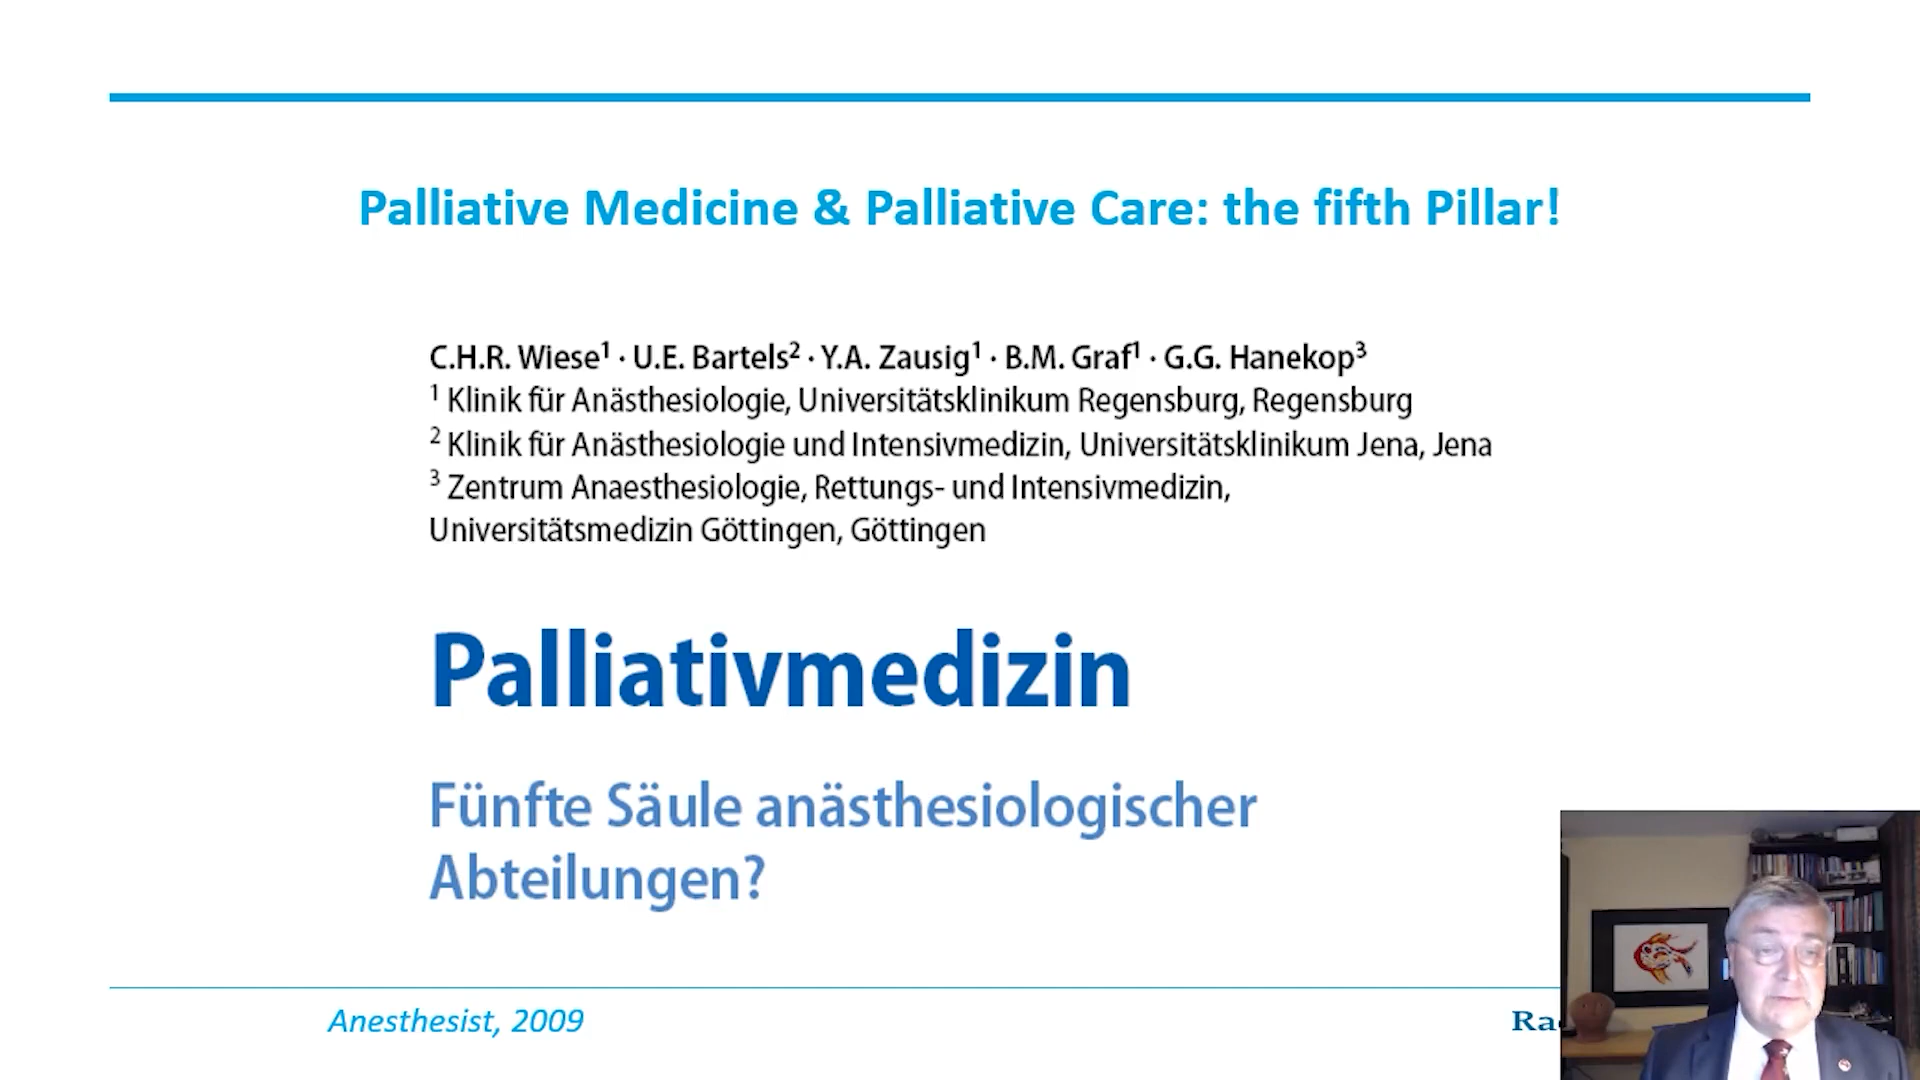 Palliative Medicine & Palliative Care: the fifth Pillar!
C.H.R. Wiese¹ · U.E. Bartels² · Y.A. Zausig¹ · B.M. Graf¹ · G.G. Hanekop³
¹ Klinik für Anästhesiologie, Universitätsklinikum Regensburg, Regensburg
² Klinik für Anästhesiologie und Intensivmedizin, Universitätsklinikum Jena, Jena
³ Zentrum Anaesthesiologie, Rettungs- und Intensivmedizin,
Universitätsmedizin Göttingen, Göttingen
Palliativmedizin
Fünfte Säule anästhesiologischer
Abteilungen?
Anesthesist, 2009